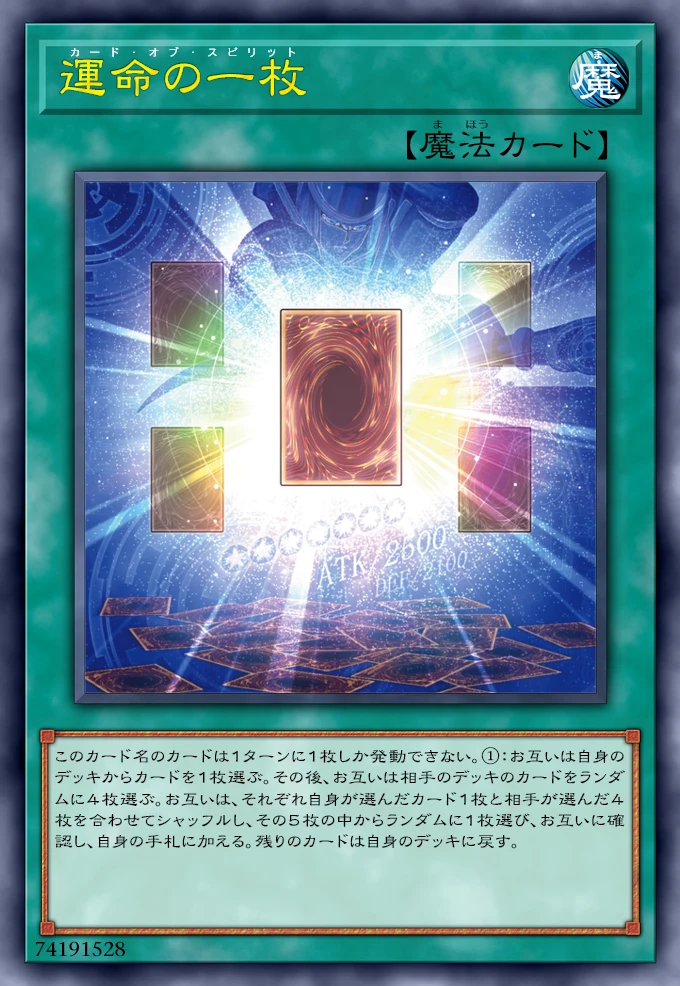 カード・オブ・スピリット
運命の一枚
ま
魔
ま ほう
【魔法カード】
ATK/2500
DEF/2100
このカード名のカードは1ターンに1枚しか発動できない。①:お互いは自身の
デッキからカードを1枚選ぶ。その後、お互いは相手のデッキのカードをランダ
ムに4枚選ぶ。お互いは、それぞれ自身が選んだカード1枚と相手が選んだ4
枚を合わせてシャッフルし、その5枚の中からランダムに1枚選び、お互いに確
認し、自身の手札に加える。残りのカードは自身のデッキに戻す。
74191528